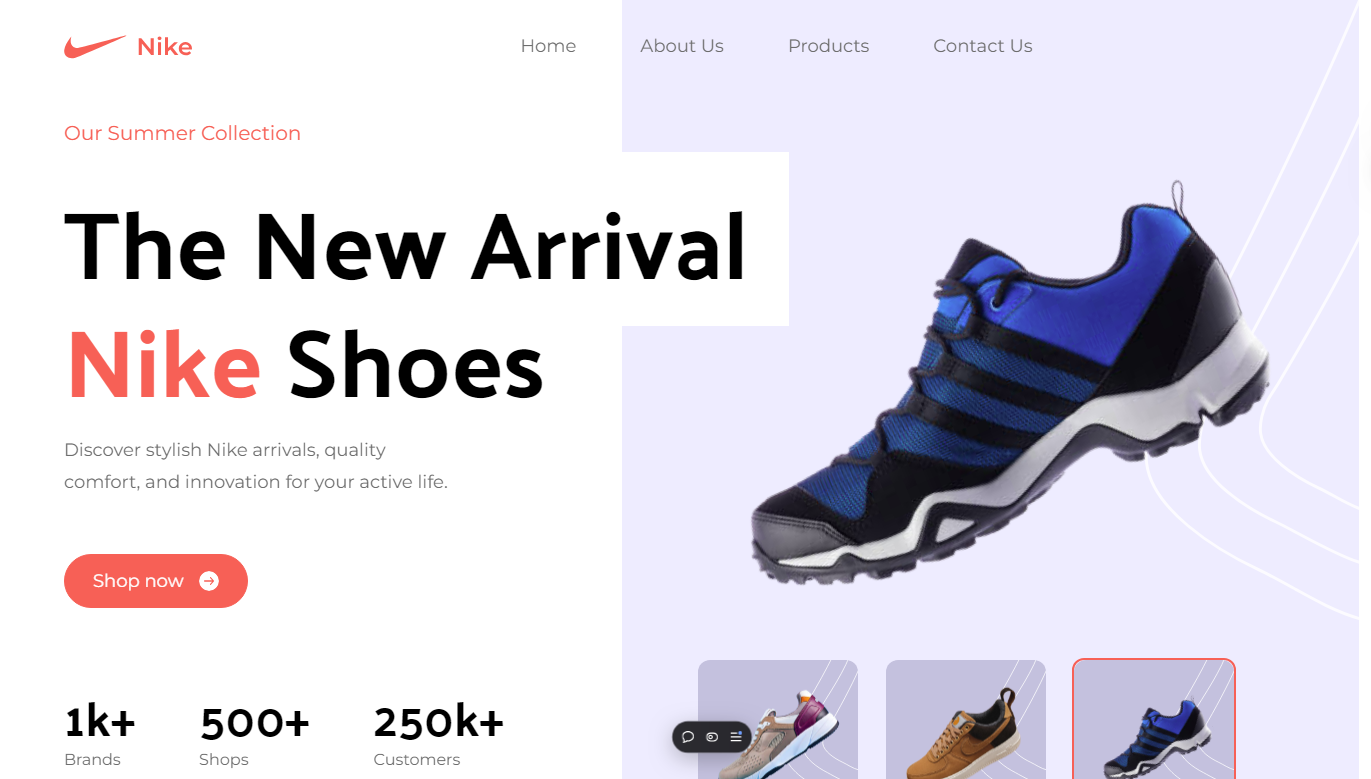 Nike
Home About Us Products Contact Us
Our Summer Collection
The New Arrival
Nike Shoes
Discover stylish Nike arrivals, quality
comfort, and innovation for your active life.
Shop now
1k+ 500+ 250k+
Brands Shops Customers